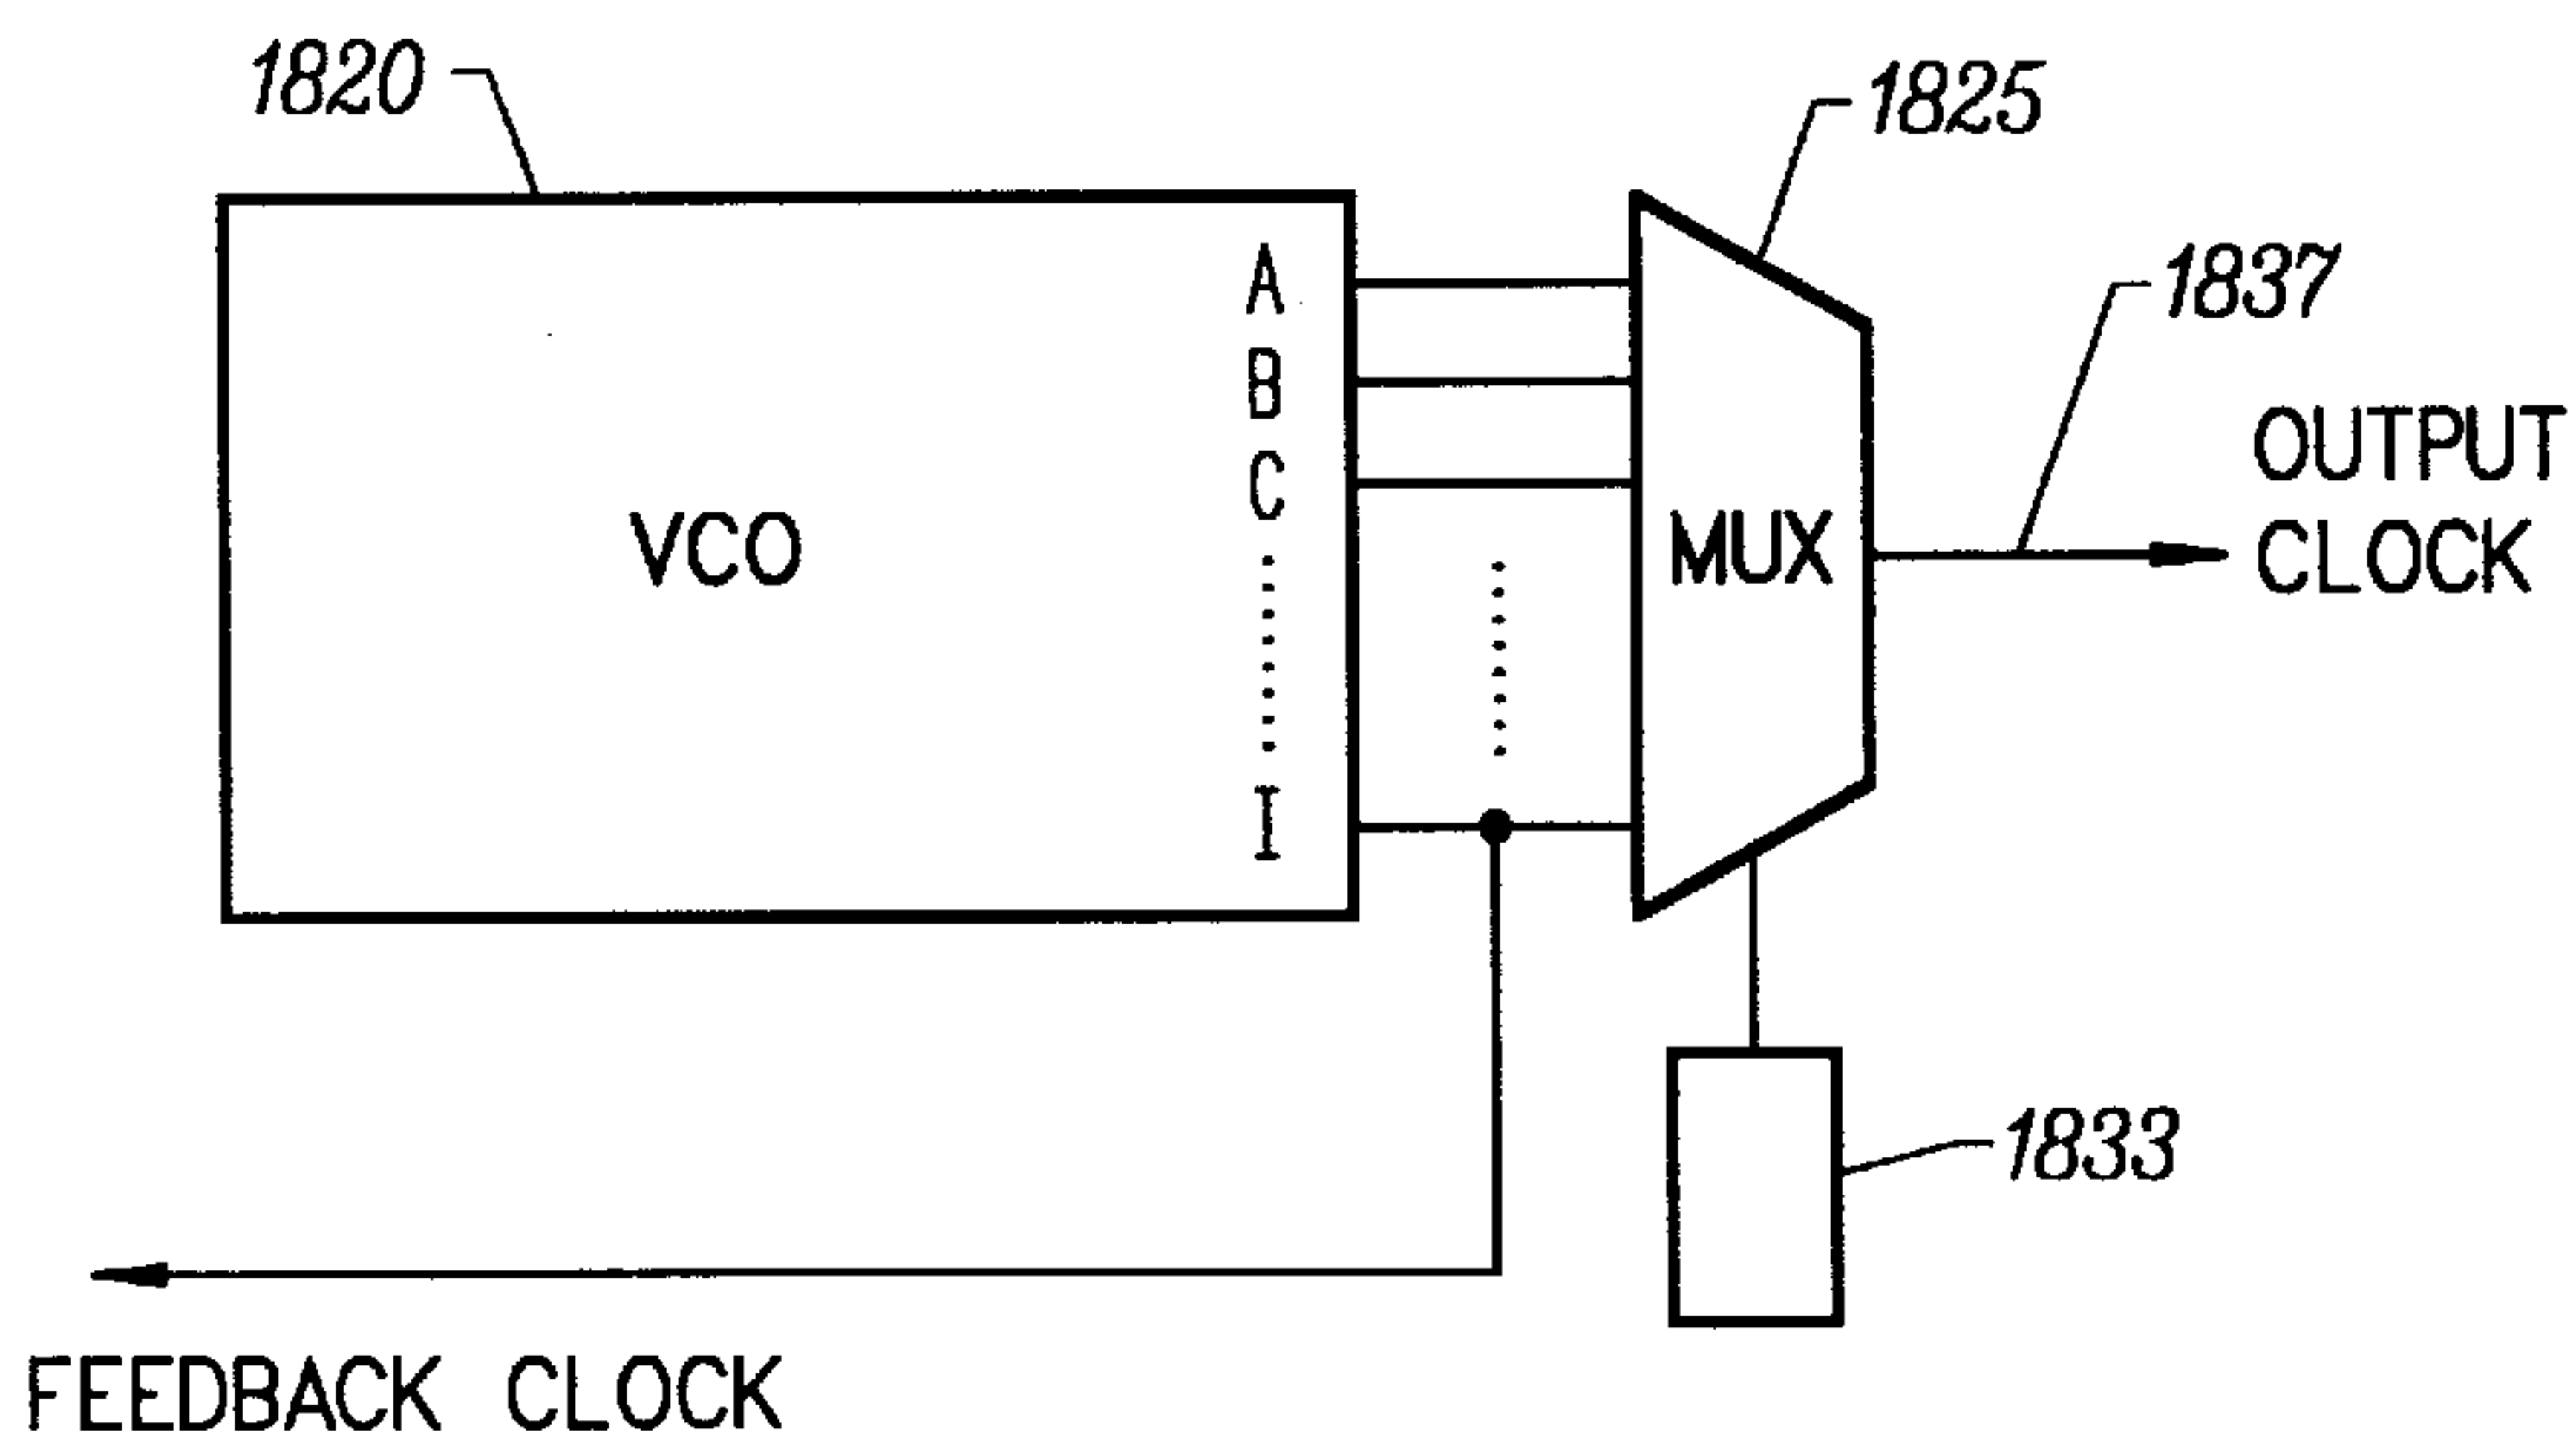 1820
1825
1837
A
B
C
I
VCO
MUX
OUTPUT
CLOCK
1833
FEEDBACK CLOCK